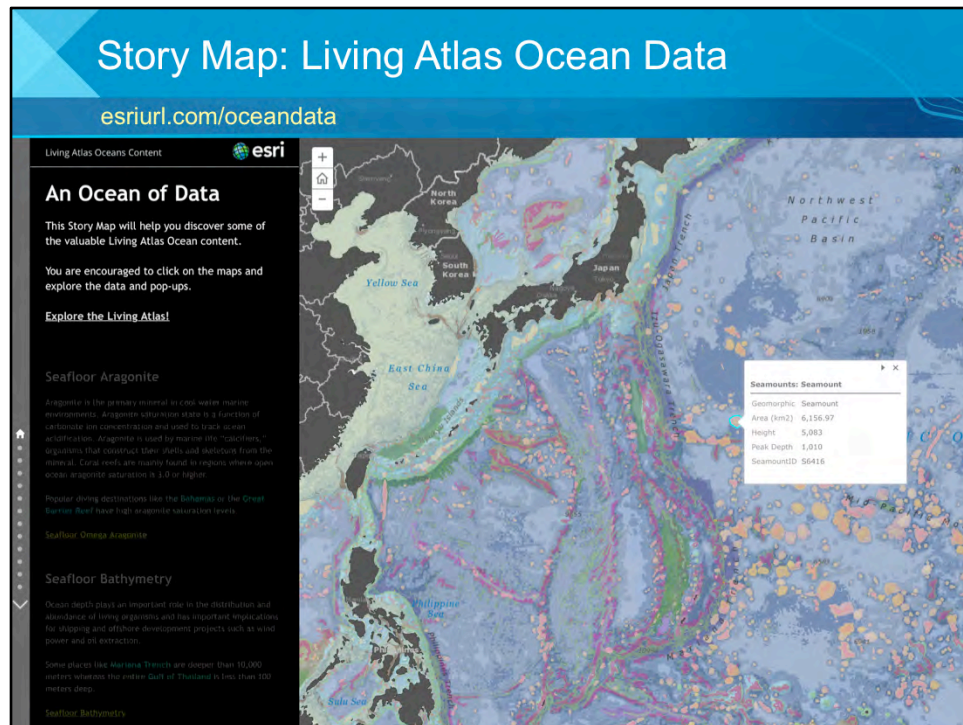 Story Map: Living Atlas Ocean Data
esriurl.com/oceandata
Living Atlas Oceans Content
esri
An Ocean of Data
This Story Map will help you discover some of
the valuable Living Atlas Ocean content.
You are encouraged to click on the maps and
explore the data and pop-ups.
Explore the Living Atlas!
Seafloor Aragonite
Aragonite is the primary mineral in cool water marine
environments. Aragonite saturation state is a function of
carbonate ion concentration and used to track ocean
acidification. Aragonite is used by marine life "calcifiers,"
organisms that construct their shells and skeletons from the
mineral. Coral reefs are mainly found in regions where open
ocean aragonite saturation is 3.0 or higher.
Popular diving destinations like the Bahamas or the Great
Barrier Reef have high aragonite saturation levels
Seafloor Omega Aragonite
Seafloor Bathymetry
Ocean depth plays an important role in the distribution and
abundance of living organisms and has important implications
for shipping and offshore development projects such as wind
power and oil extraction.
Some places like Mariana Trench are deeper than 10,000
meters whereas the entire Gulf of Thailand is less than 100
meters deep.
Seafloor Bathymetry
+
−
North
Korea
Pyongyang
Seoul
South
Korea
Japan
Tokyo
Yellow Sea
East China
Sea
Japan Trench
Izu Ogasawara
Northwest
Pacific
Basin
Philippine
Sea
Philippines
Sulu Sea
Mid Pacific
Seamounts: Seamount
Geomorphic Seamount
Area (km2) 6,156.97
Height 5,083
Peak Depth 1,010
SeamountID S6416